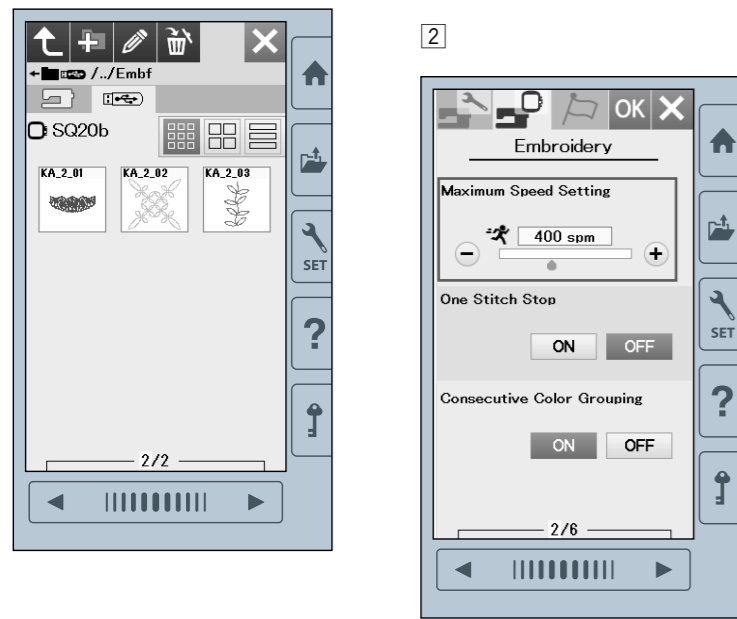 /../Embf
SQ20b
KA_2_01 KA_2_02 KA_2_03
SET
?
2/2
2
OK
Embroidery
Maximum Speed Setting
400 spm
One Stitch Stop
ON OFF
SET
Consecutive Color Grouping
?
ON OFF
2/6